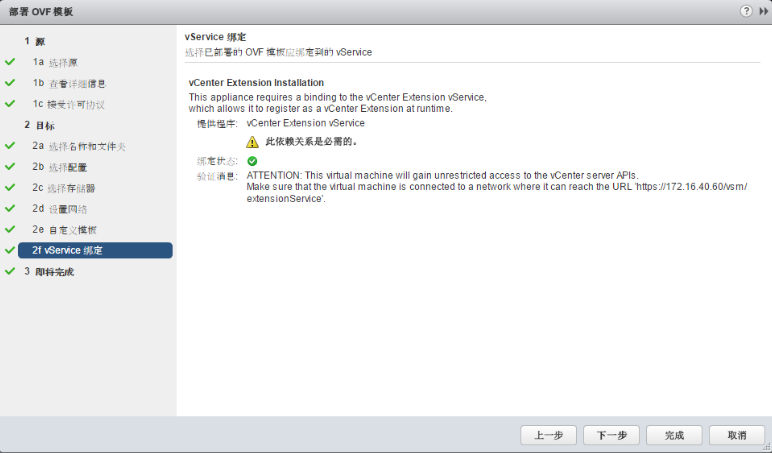 部署 OVF 模板
1 源
1a 选择源
1b 查看详细信息
1c 接受许可协议
2 目标
2a 选择名称和文件夹
2b 选择配置
2c 选择存储器
2d 设置网络
2e 自定义模板
2f vService 绑定
3 即将完成
vService 绑定
选择已部署的 OVF 模板应绑定到的 vService
vCenter Extension Installation
This appliance requires a binding to the vCenter Extension vService,
which allows it to register as a vCenter Extension at runtime.
提供程序: vCenter Extension vService
此依赖关系是必需的。
绑定状态:
验证消息: ATTENTION: This virtual machine will gain unrestricted access to the vCenter server APIs.
Make sure that the virtual machine is connected to a network where it can reach the URL 'https://172.16.40.60/vsm/
extensionService'.
上一步 下一步 完成 取消